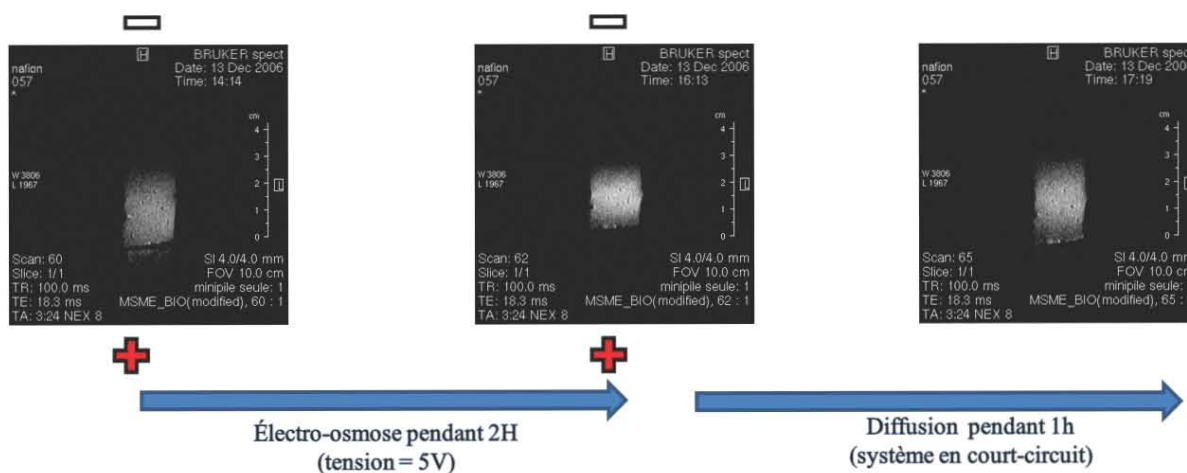 H
BRUKER spect
Date: 13 Dec 2006
Time: 14:14
nafion
057
*
cm
4
3
2
1
0
W 3806
L 1967
Scan: 60
Slice: 1/1
TR: 100.0 ms
TE: 18.3 ms
TA: 3:24 NEX 8
SI 4.0/4.0 mm
FOV 10.0 cm
minipile seule: 1
MSME_BIO(modified), 60 : 1
H
BRUKER spect
Date: 13 Dec 2006
Time: 16:13
nafion
057
*
cm
4
3
2
1
0
W 3806
L 1967
Scan: 62
Slice: 1/1
TR: 100.0 ms
TE: 18.3 ms
TA: 3:24 NEX 8
SI 4.0/4.0 mm
FOV 10.0 cm
minipile seule: 1
MSME_BIO(modified), 62 : 1
H
BRUKER spect
Date: 13 Dec 2006
Time: 17:19
nafion
057
*
cm
4
3
2
1
0
W 3806
L 1967
Scan: 65
Slice: 1/1
TR: 100.0 ms
TE: 18.3 ms
TA: 3:24 NEX 8
SI 4.0/4.0 mm
FOV 10.0 cm
minipile seule:
MSME_BIO(modified), 65 :
Électro-osmose pendant 2H
(tension = 5V)
Diffusion pendant 1h
(système en court-circuit)